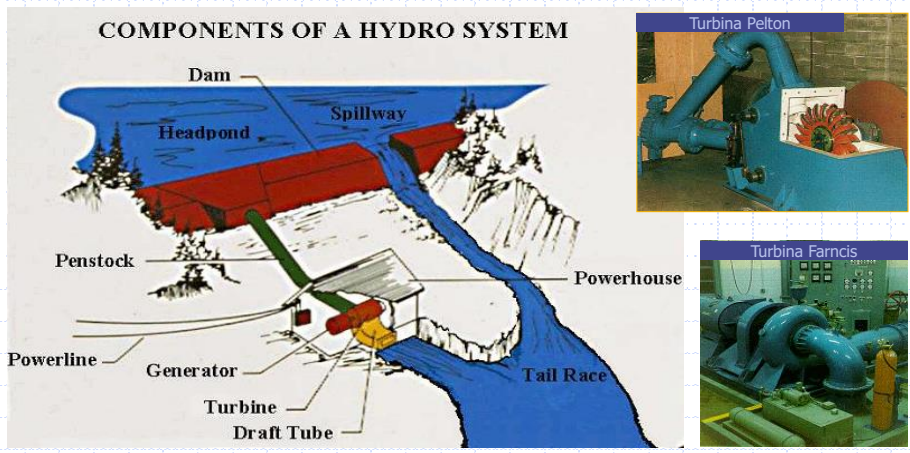 COMPONENTS OF A HYDRO SYSTEM
Dam
Spillway
Headpond
Penstock
Powerhouse
Powerline
Generator
Tail Race
Turbine
Draft Tube
Turbina Pelton
Turbina Farncis